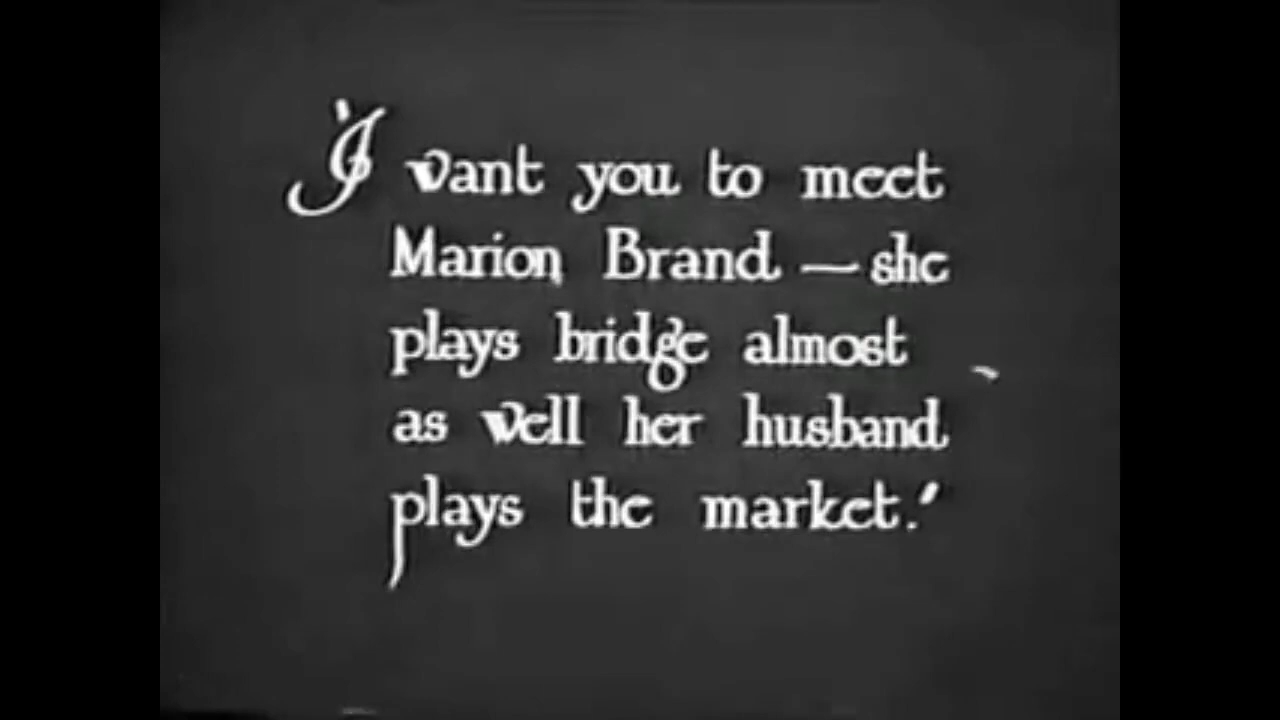 'I want you to meet
Marion Brand — she
plays bridge almost
as well her husband
plays the market.'